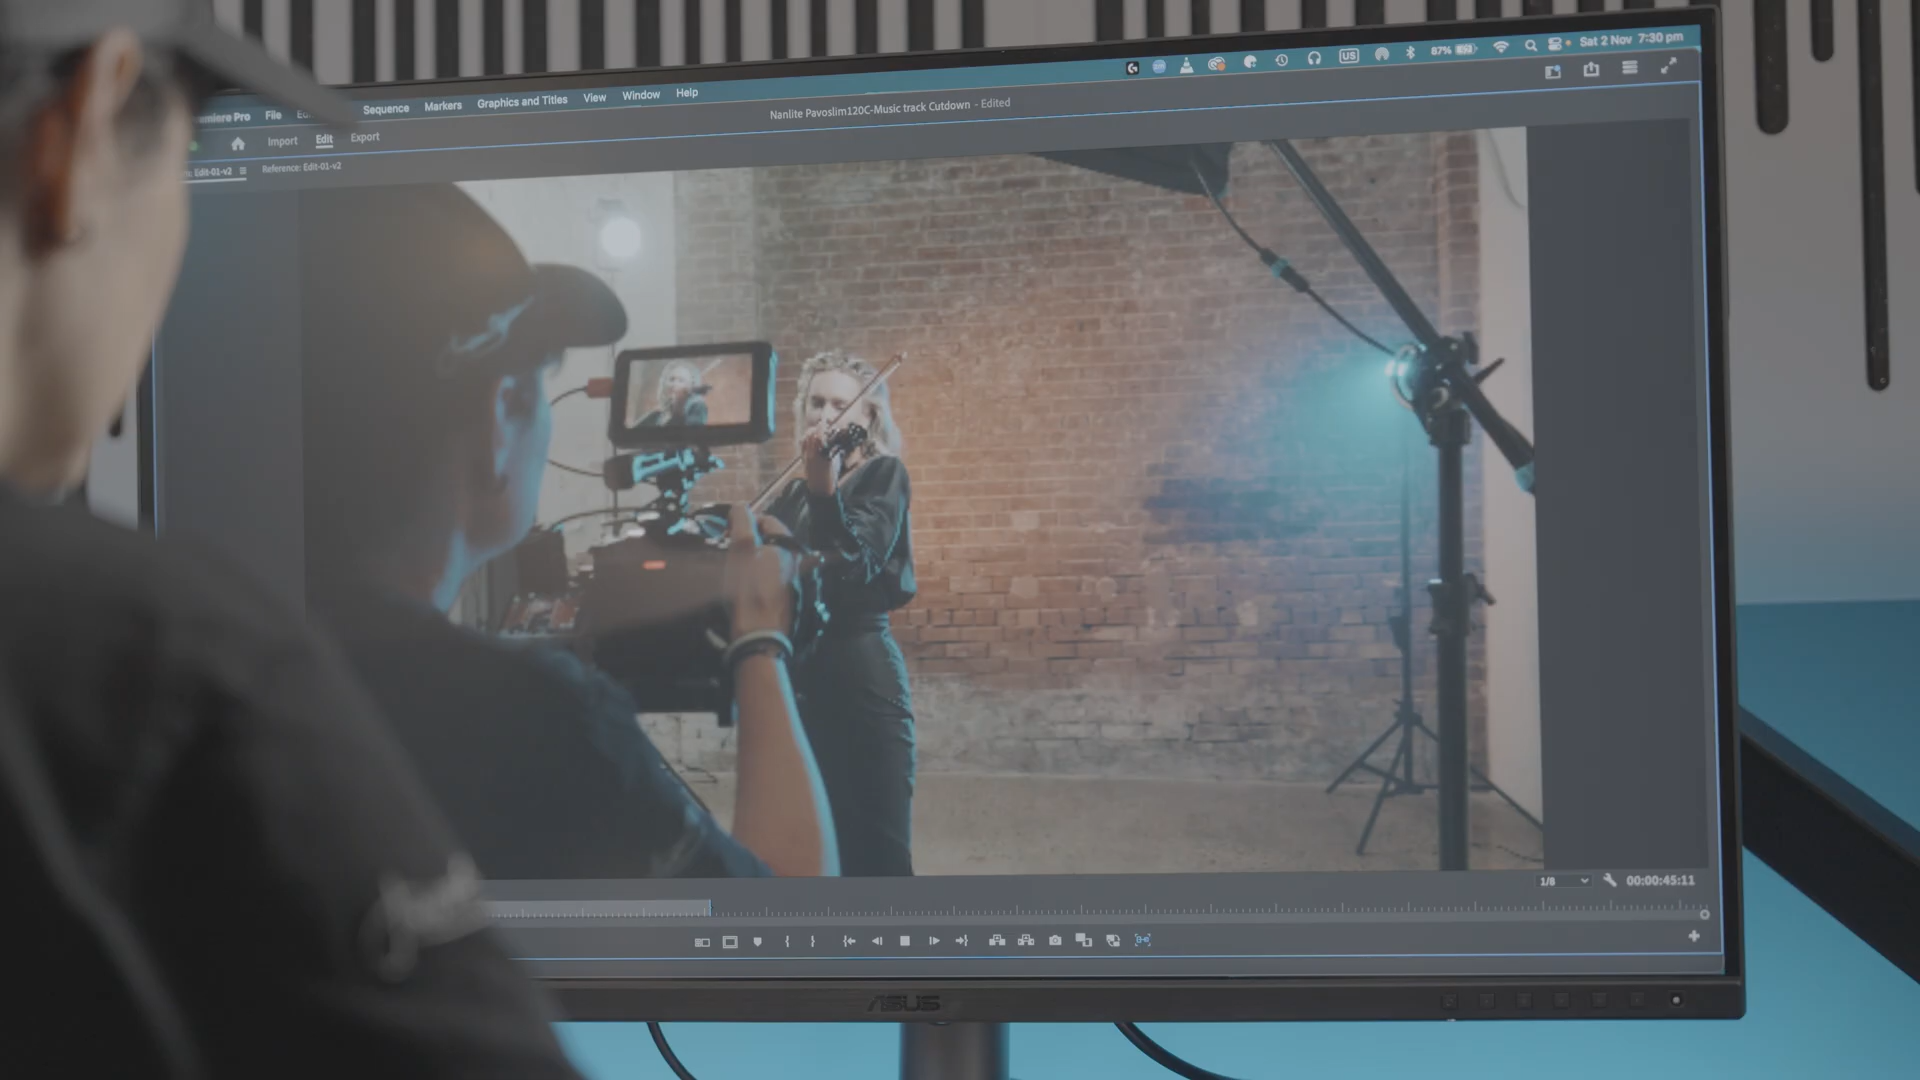 Sat 2 Nov 7:30 pm
87%
US
miere Pro File Sequence Markers Graphics and Titles View Window Help
Nanlite Pavoslim120C-Music track Cutdown - Edited
Import Edit Export
Edit-01-v2 Reference: Edit-01-v2
1/8 00:00:45:11
ASUS